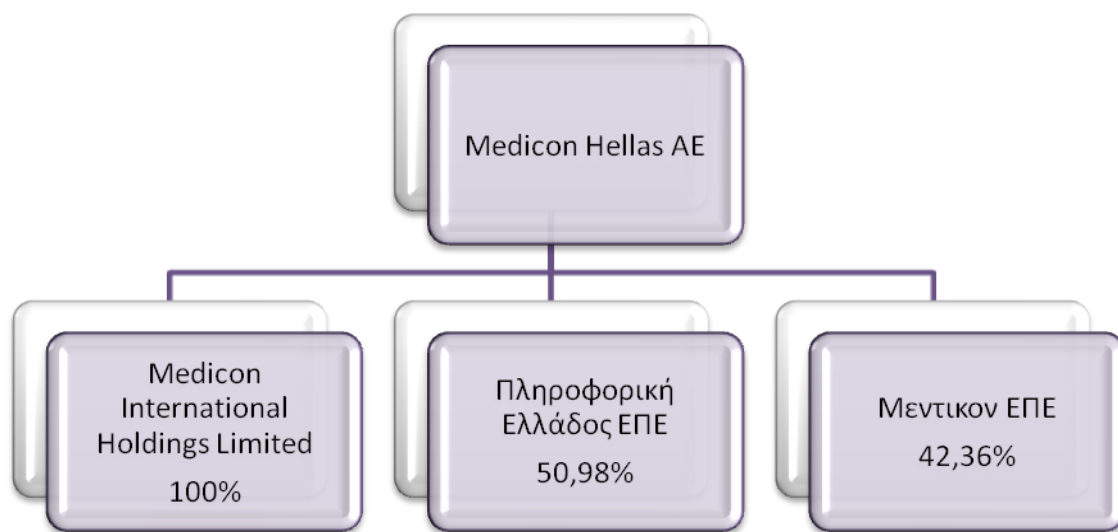 Medicon Hellas AE
Medicon
International
Holdings Limited
100%
Πληροφορική
Ελλάδος ΕΠΕ
50,98%
Μεντικον ΕΠΕ
42,36%